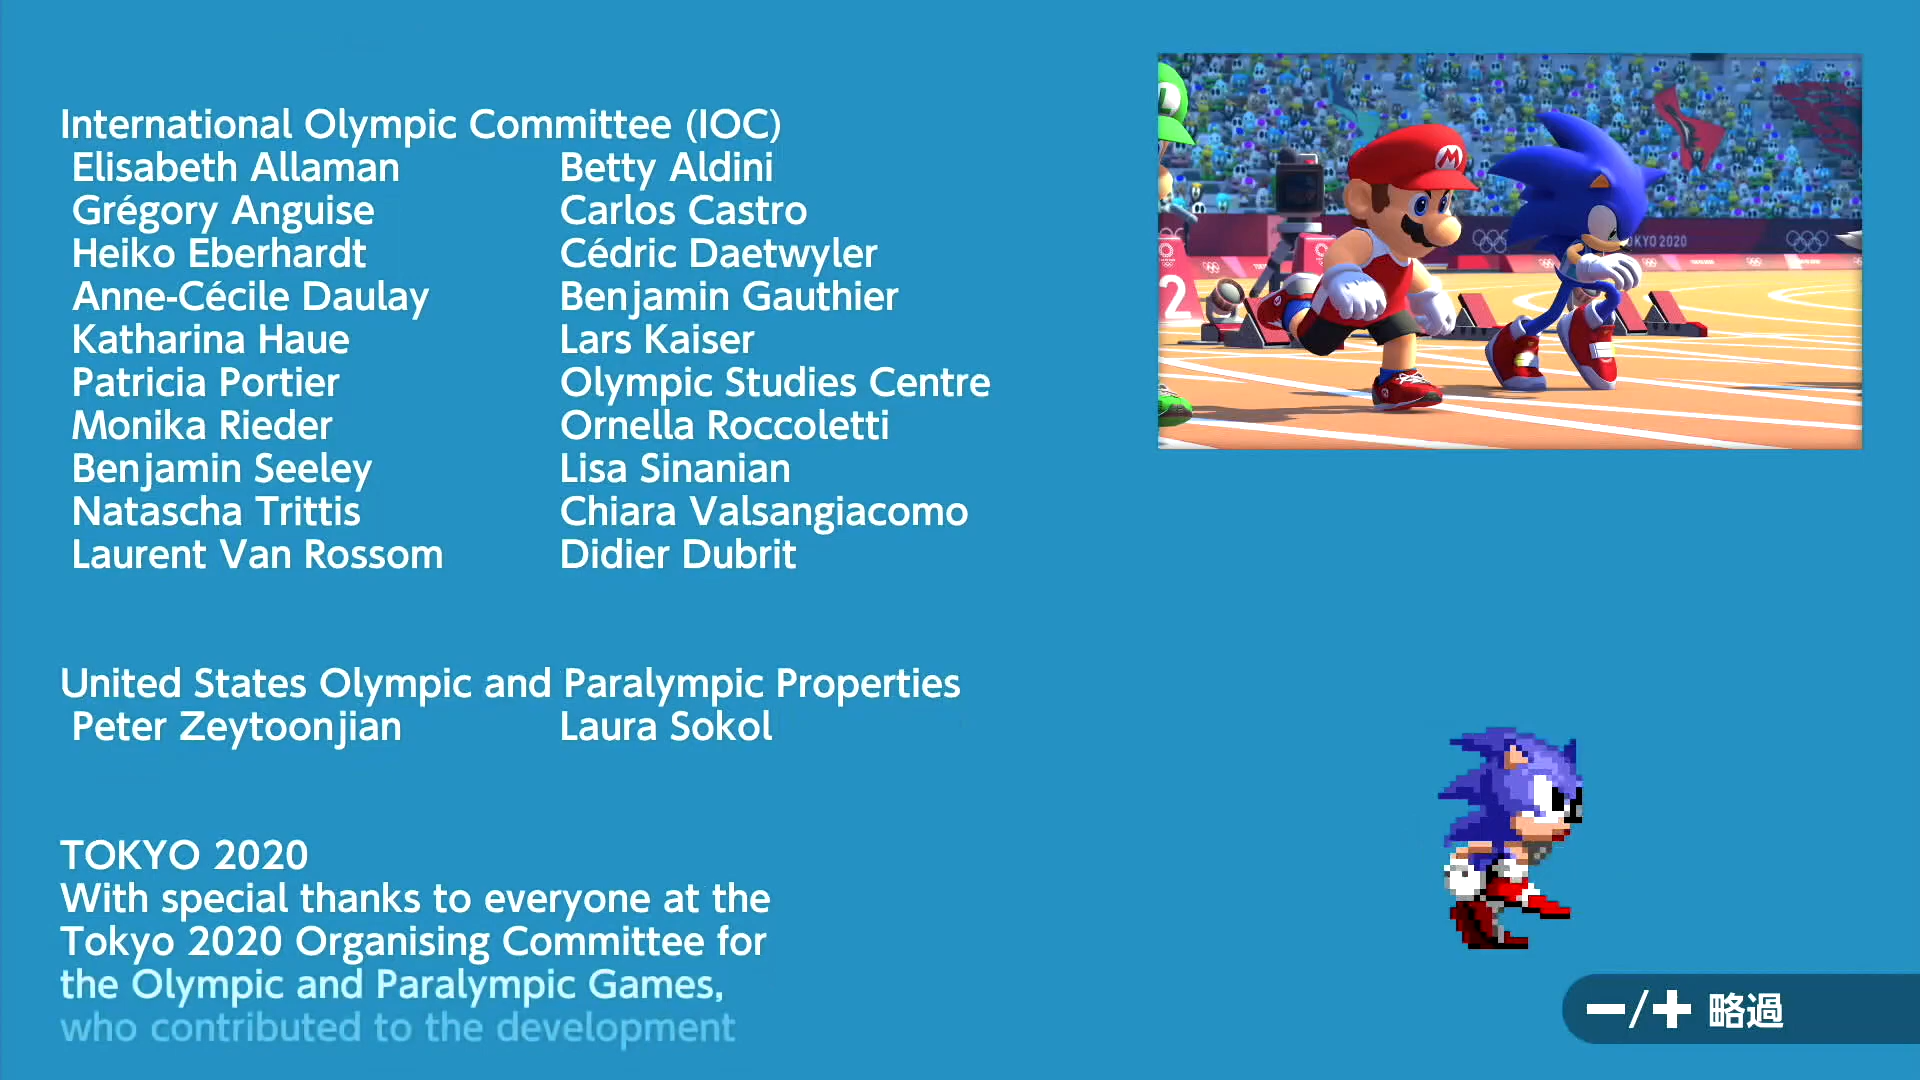 International Olympic Committee (IOC)
Elisabeth Allaman Betty Aldini
Grégory Anguise Carlos Castro
Heiko Eberhardt Cédric Daetwyler
Anne-Cécile Daulay Benjamin Gauthier
Katharina Haue Lars Kaiser
Patricia Portier Olympic Studies Centre
Monika Rieder Ornella Roccoletti
Benjamin Seeley Lisa Sinanian
Natascha Trittis Chiara Valsangiacomo
Laurent Van Rossom Didier Dubrit
United States Olympic and Paralympic Properties
Peter Zeytoonjian Laura Sokol
TOKYO 2020
With special thanks to everyone at the
Tokyo 2020 Organising Committee for
the Olympic and Paralympic Games,
who contributed to the development
M
L
2
KYO 2020
−/+ 略過